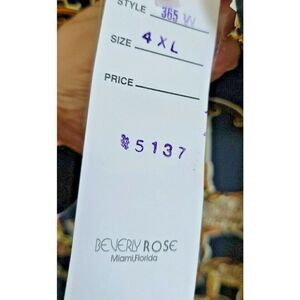 STYLE 365 W
SIZE 4XL
PRICE
#5137
BEVERLY ROSE
Miami,Florida